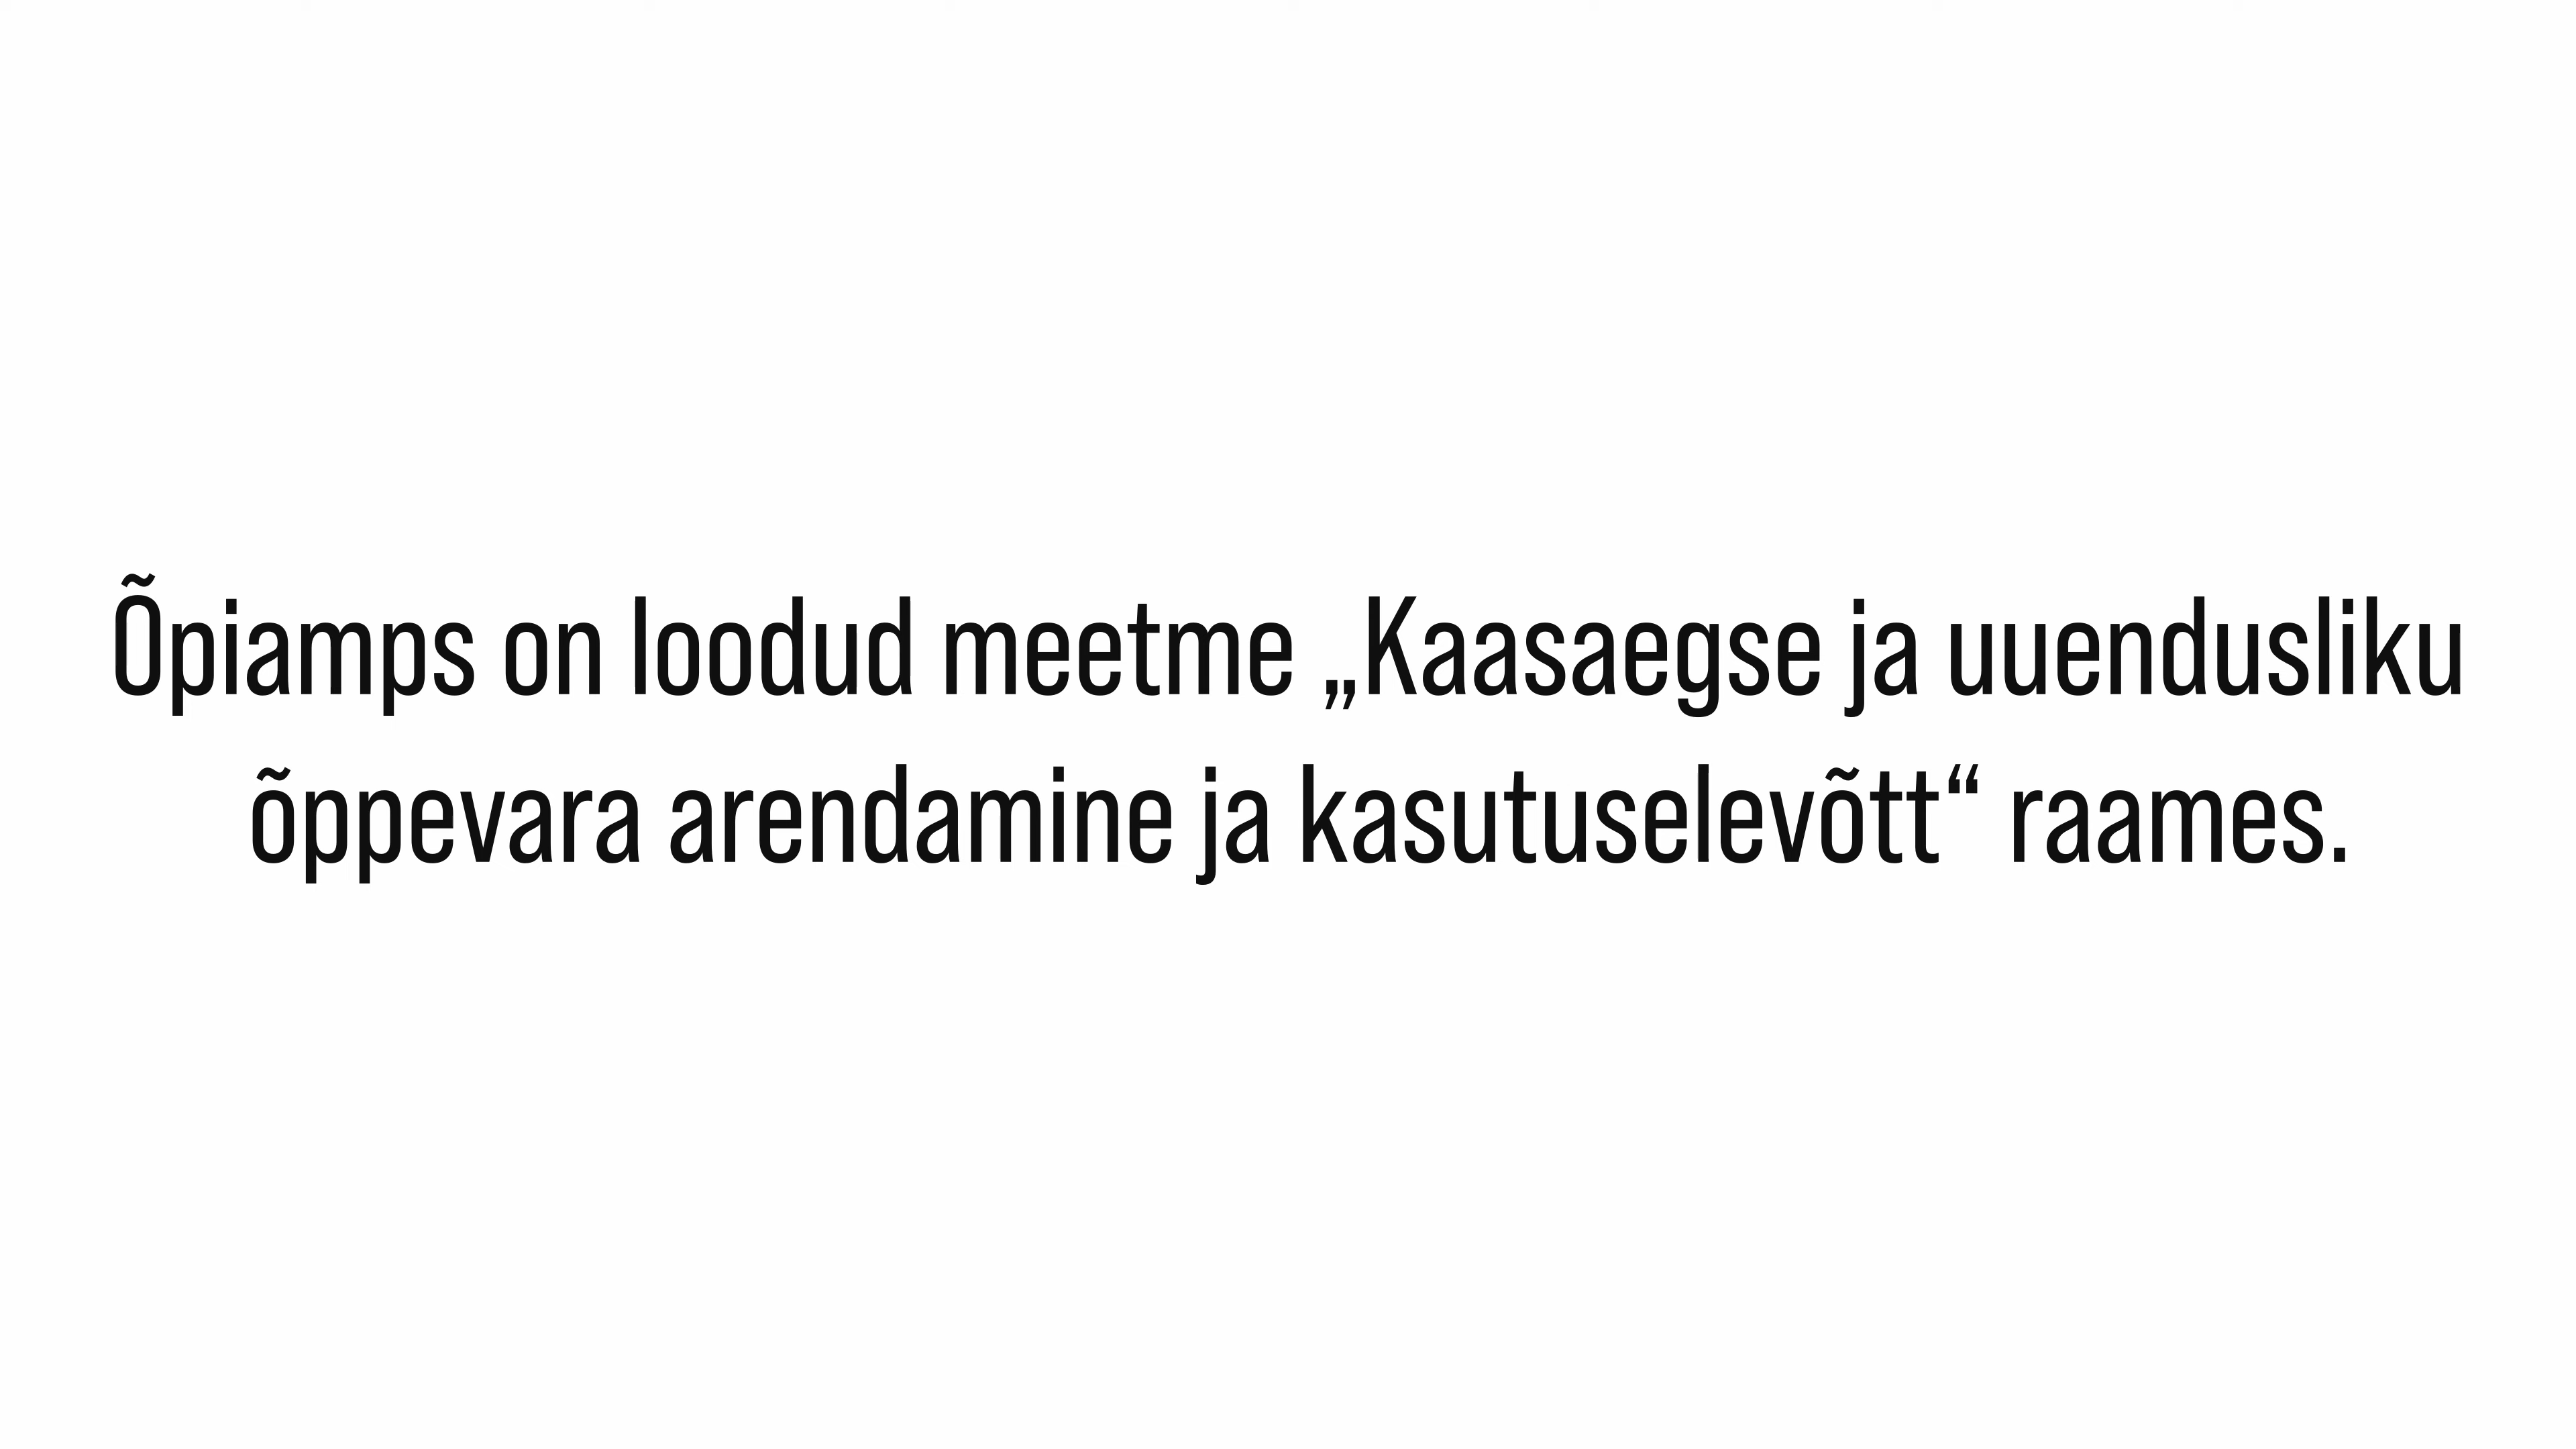 Õpiamps on loodud meetme „Kaasaegse ja uuendusliku
õppevara arendamine ja kasutuselevõtt“ raames.